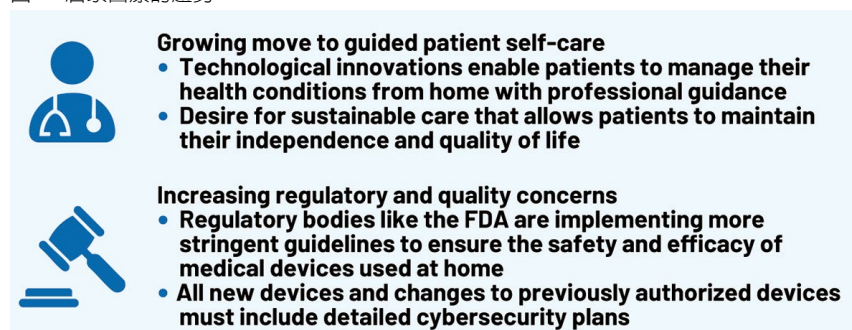 Growing move to guided patient self-care
• Technological innovations enable patients to manage their
health conditions from home with professional guidance
• Desire for sustainable care that allows patients to maintain
their independence and quality of life
Increasing regulatory and quality concerns
• Regulatory bodies like the FDA are implementing more
stringent guidelines to ensure the safety and efficacy of
medical devices used at home
• All new devices and changes to previously authorized devices
must include detailed cybersecurity plans